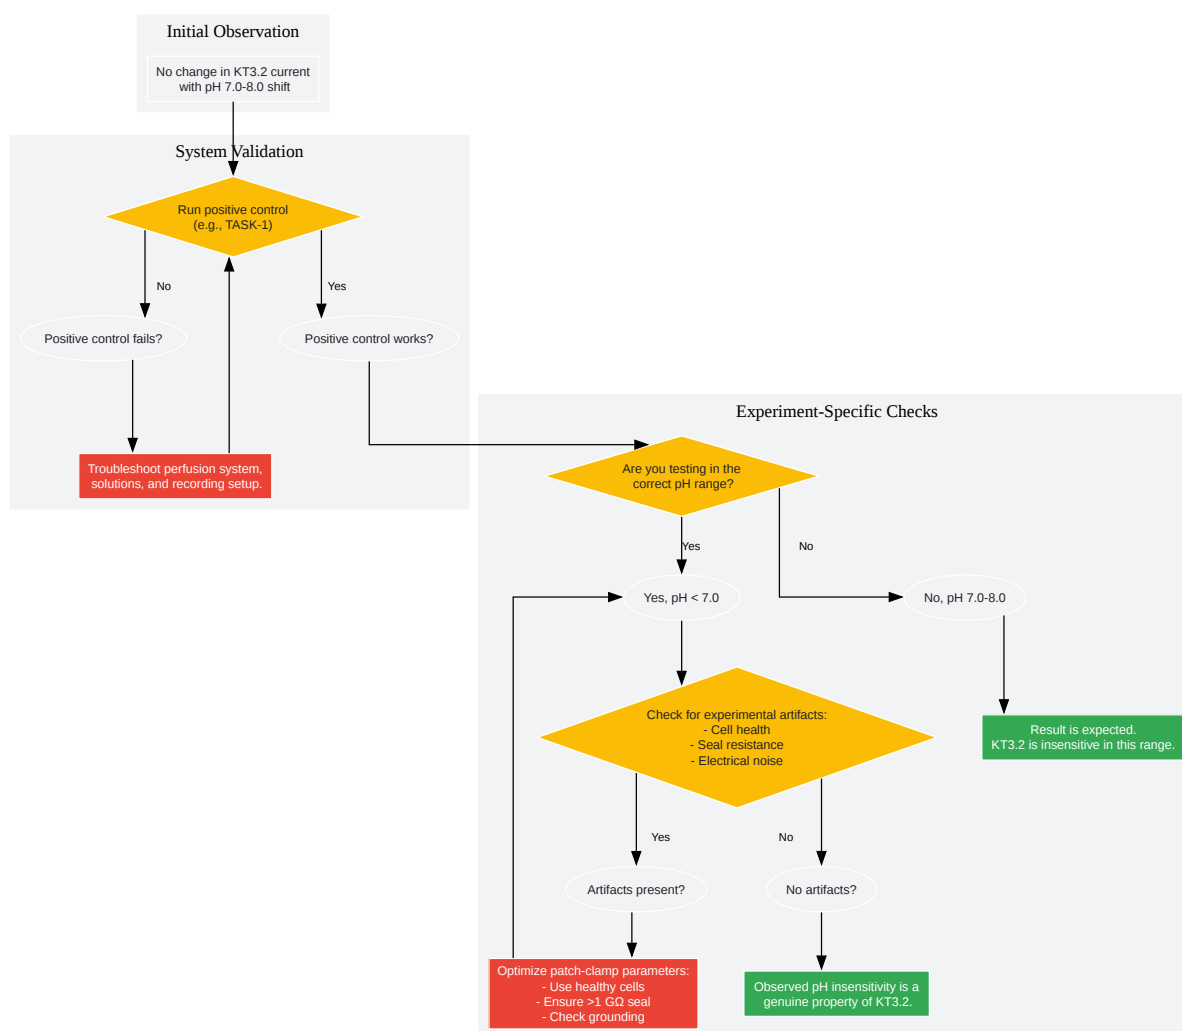 Initial Observation
No change in KT3.2 current
with pH 7.0-8.0 shift
System Validation
Run positive control
(e.g., TASK-1)
No
Yes
Positive control fails?
Positive control works?
Troubleshoot perfusion system,
solutions, and recording setup.
Experiment-Specific Checks
Are you testing in the
correct pH range?
Yes
No
Yes, pH < 7.0
No, pH 7.0-8.0
Check for experimental artifacts:
- Cell health
- Seal resistance
- Electrical noise
Result is expected.
KT3.2 is insensitive in this range.
Yes
No
Artifacts present?
No artifacts?
Optimize patch-clamp parameters:
- Use healthy cells
- Ensure >1 GΩ seal
- Check grounding
Observed pH insensitivity is a
genuine property of KT3.2.